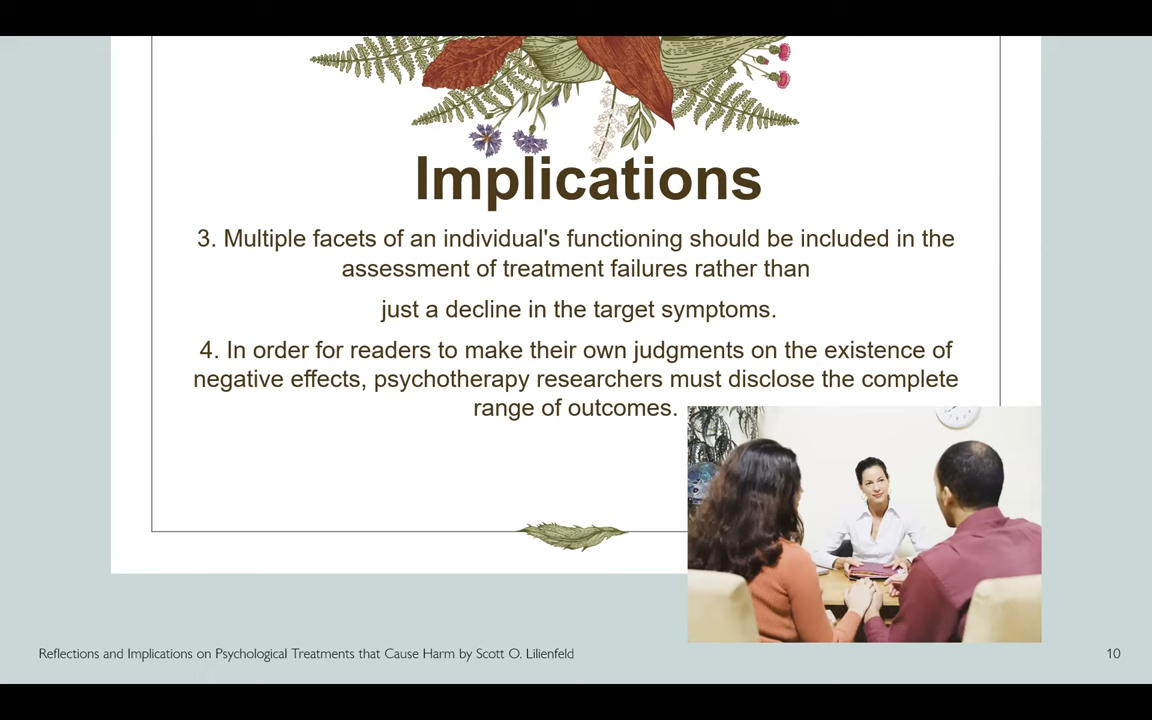 Implications
3. Multiple facets of an individual's functioning should be included in the
assessment of treatment failures rather than
just a decline in the target symptoms.
4. In order for readers to make their own judgments on the existence of
negative effects, psychotherapy researchers must disclose the complete
range of outcomes.
Reflections and Implications on Psychological Treatments that Cause Harm by Scott O. Lilienfeld
10